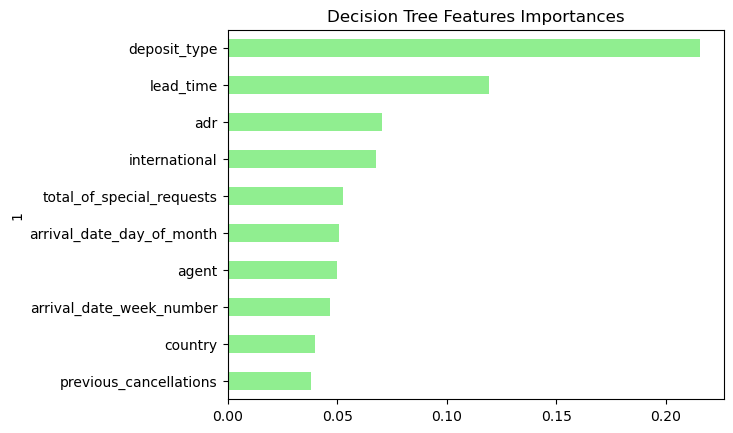 Decision Tree Features Importances
deposit_type
lead_time
adr
international
total_of_special_requests
arrival_date_day_of_month
agent
arrival_date_week_number
country
previous_cancellations
1
0.00 0.05 0.10 0.15 0.20